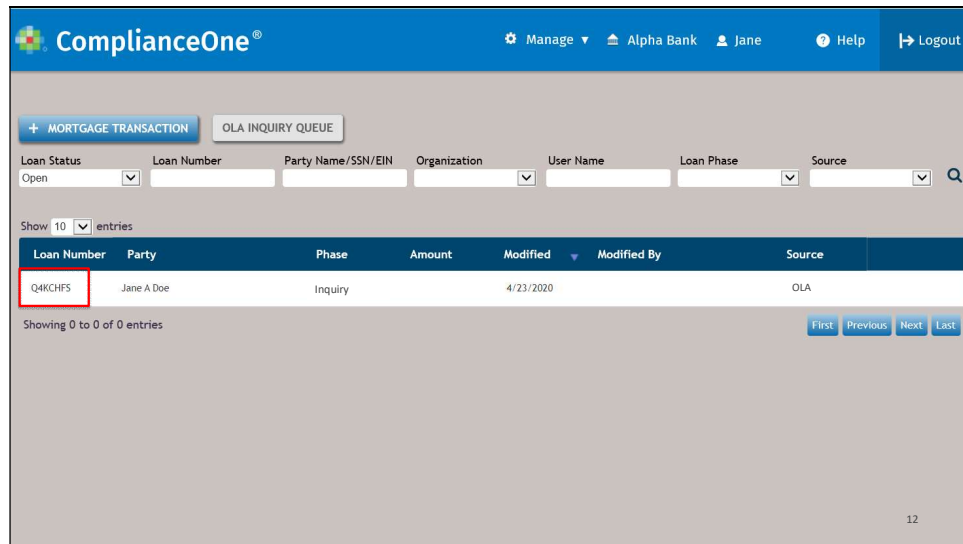 ComplianceOne® Manage ▼ Alpha Bank Jane ? Help Logout
+ MORTGAGE TRANSACTION OLA INQUIRY QUEUE
Loan Status Loan Number Party Name/SSN/EIN Organization User Name Loan Phase Source
Open
Show 10 entries
Loan Number Party Phase Amount Modified ▼ Modified By Source
Q4KCHFS Jane A Doe Inquiry 4/23/2020 OLA
Showing 0 to 0 of 0 entries First Previous Next Last
12